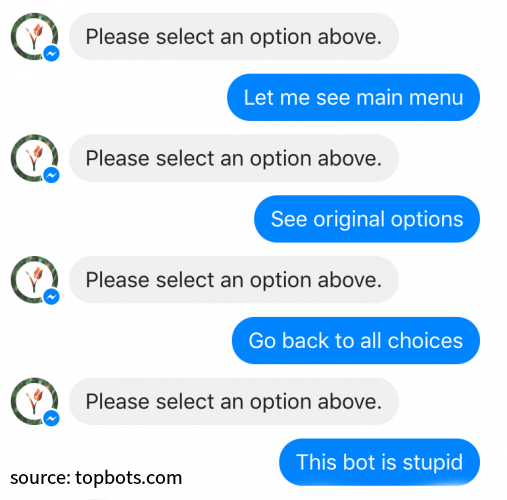 Please select an option above.
Let me see main menu
Please select an option above.
See original options
Please select an option above.
Go back to all choices
Please select an option above.
This bot is stupid
source: topbots.com